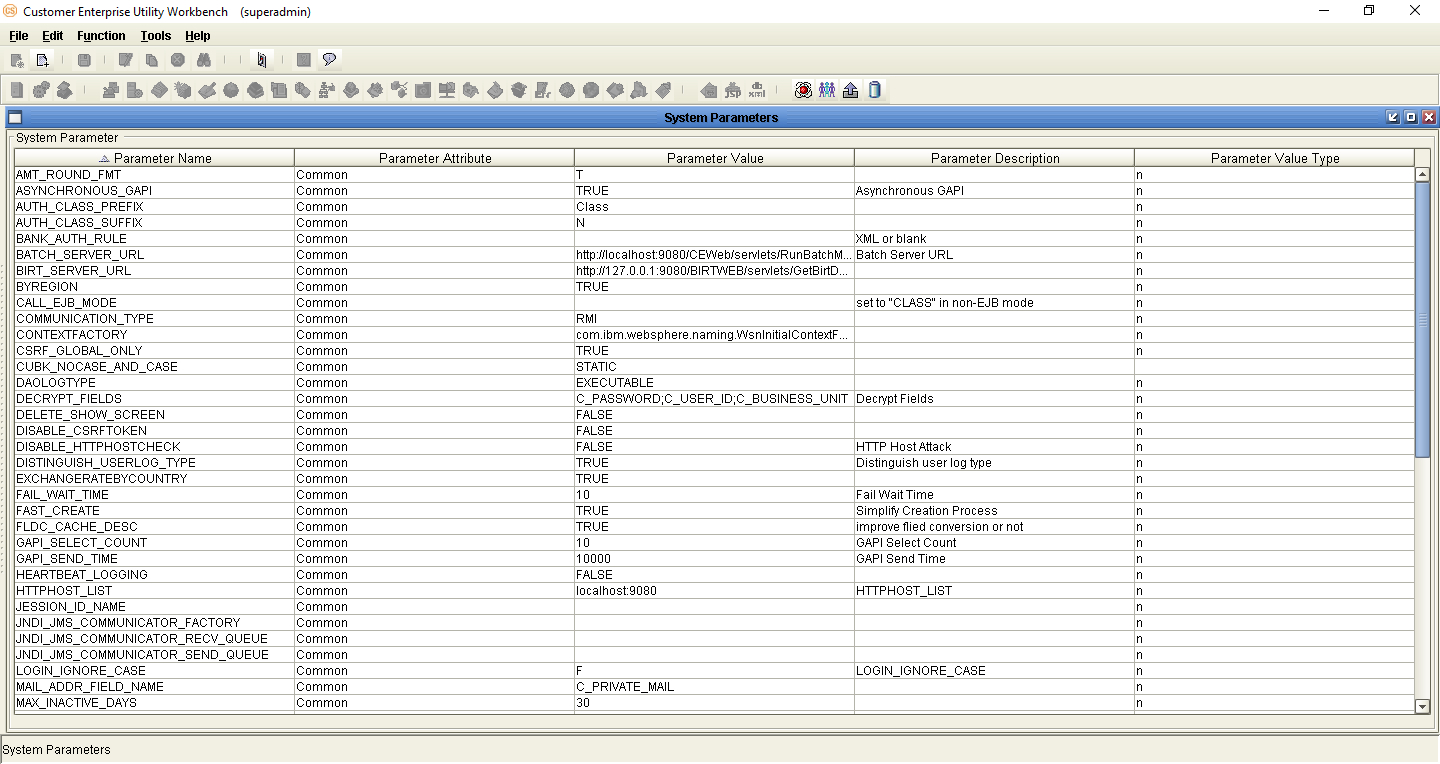 CS Customer Enterprise Utility Workbench (superadmin)
File Edit Function Tools Help
jsp xml
System Parameters
System Parameter
Parameter Name Parameter Attribute Parameter Value Parameter Description Parameter Value Type
AMT_ROUND_FMT Common T n
ASYNCHRONOUS_GAPI Common TRUE Asynchronous GAPI n
AUTH_CLASS_PREFIX Common Class n
AUTH_CLASS_SUFFIX Common N n
BANK_AUTH_RULE Common XML or blank n
BATCH_SERVER_URL Common http://localhost:9080/CEWeb/servlets/RunBatchM... Batch Server URL n
BIRT_SERVER_URL Common http://127.0.0.1:9080/BIRTWEB/servlets/GetBirtD... n
BYREGION Common TRUE n
CALL_EJB_MODE Common set to "CLASS" in non-EJB mode n
COMMUNICATION_TYPE Common RMI n
CONTEXTFACTORY Common com.ibm.websphere.naming.WsnInitialContextF... n
CSRF_GLOBAL_ONLY Common TRUE n
CUBK_NOCASE_AND_CASE Common STATIC
DAOLOGTYPE Common EXECUTABLE n
DECRYPT_FIELDS Common C_PASSWORD;C_USER_ID;C_BUSINESS_UNIT Decrypt Fields n
DELETE_SHOW_SCREEN Common FALSE n
DISABLE_CSRFTOKEN Common FALSE n
DISABLE_HTTPHOSTCHECK Common FALSE HTTP Host Attack n
DISTINGUISH_USERLOG_TYPE Common TRUE Distinguish user log type n
EXCHANGERATEBYCOUNTRY Common TRUE n
FAIL_WAIT_TIME Common 10 Fail Wait Time n
FAST_CREATE Common TRUE Simplify Creation Process n
FLDC_CACHE_DESC Common TRUE improve flied conversion or not n
GAPI_SELECT_COUNT Common 10 GAPI Select Count n
GAPI_SEND_TIME Common 10000 GAPI Send Time n
HEARTBEAT_LOGGING Common FALSE n
HTTPHOST_LIST Common localhost:9080 HTTPHOST_LIST n
JESSION_ID_NAME Common n
JNDI_JMS_COMMUNICATOR_FACTORY Common n
JNDI_JMS_COMMUNICATOR_RECV_QUEUE Common n
JNDI_JMS_COMMUNICATOR_SEND_QUEUE Common n
LOGIN_IGNORE_CASE Common F LOGIN_IGNORE_CASE n
MAIL_ADDR_FIELD_NAME Common C_PRIVATE_MAIL n
MAX_INACTIVE_DAYS Common 30 n
System Parameters